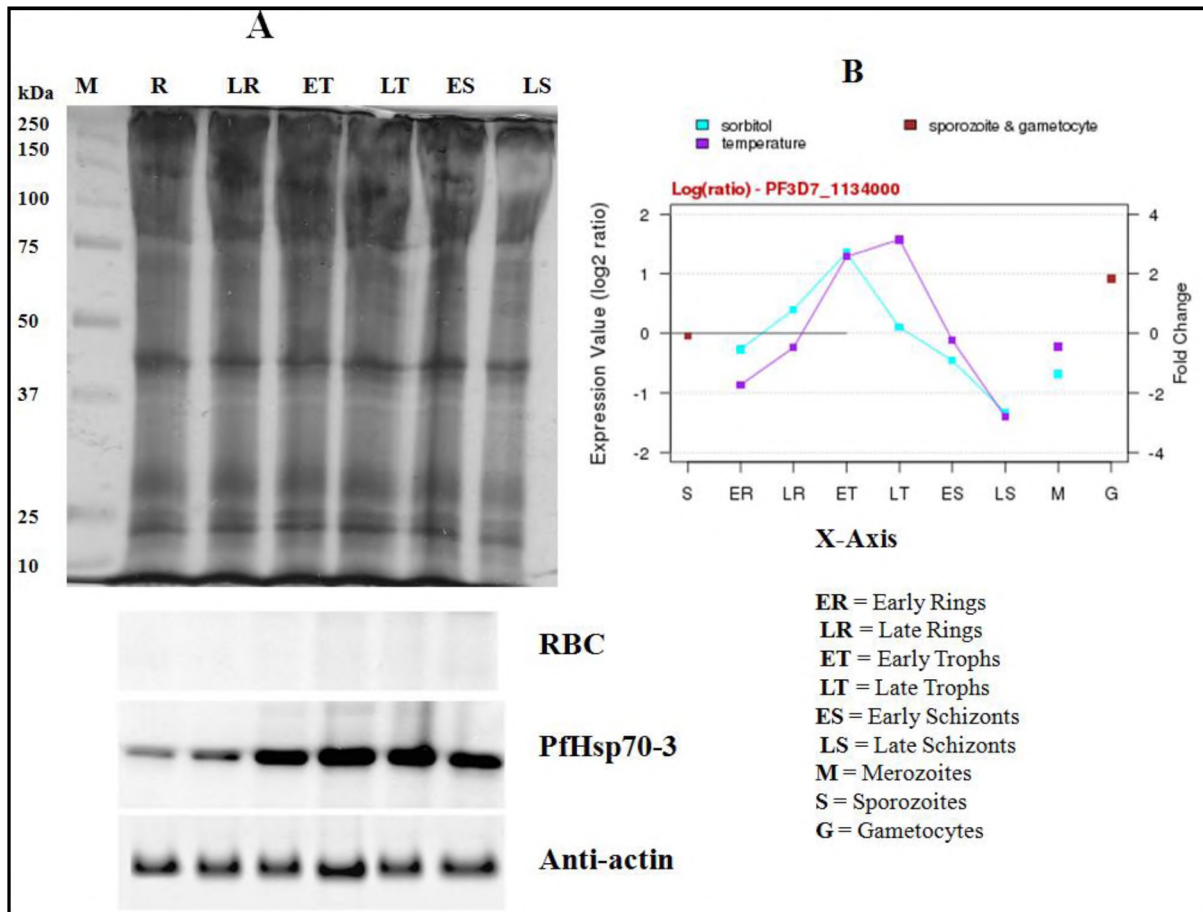 A
M R LR ET LT ES LS
kDa
250
150
100
75
50
37
25
10
RBC
PfHsp70-3
Anti-actin
B
sorbitol
temperature
sporozoite & gametocyte
Log(ratio) - PF3D7_1134000
Expression Value (log2 ratio)
2
1
0
-1
-2
4
2
0
-2
-4
Fold Change
S ER LR ET LT ES LS M G
X-Axis
ER = Early Rings
LR = Late Rings
ET = Early Trophs
LT = Late Trophs
ES = Early Schizonts
LS = Late Schizonts
M = Merozoites
S = Sporozoites
G = Gametocytes